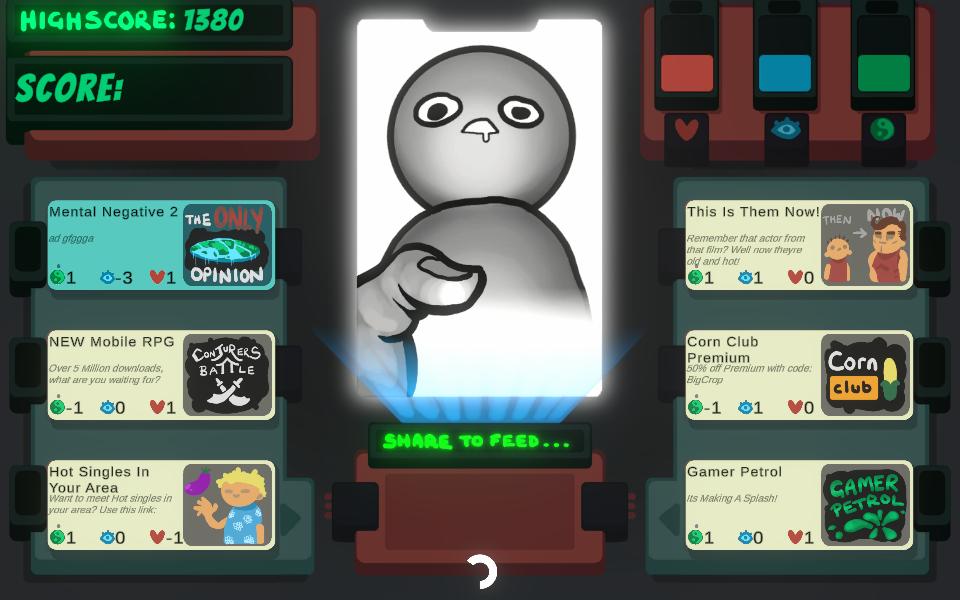 HIGHSCORE: 1380
SCORE:
Mental Negative 2
ad gfggga
1 -3 1
THE ONLY
OPINION
NEW Mobile RPG
Over 5 Million downloads,
what are you waiting for?
-1 0 1
CONJURERS
BATTLE
Hot Singles In
Your Area
Want to meet Hot singles in
your area? Use this link:
1 0 -1
SHARE TO FEED...
This Is Them Now!
Remember that actor from
that film? Well now theyre
old and hot!
1 1 0
THEN NOW
Corn Club
Premium
50% off Premium with code:
BigCrop
-1 1 0
Corn
club
Gamer Petrol
Its Making A Splash!
1 0 1
GAMER
PETROL